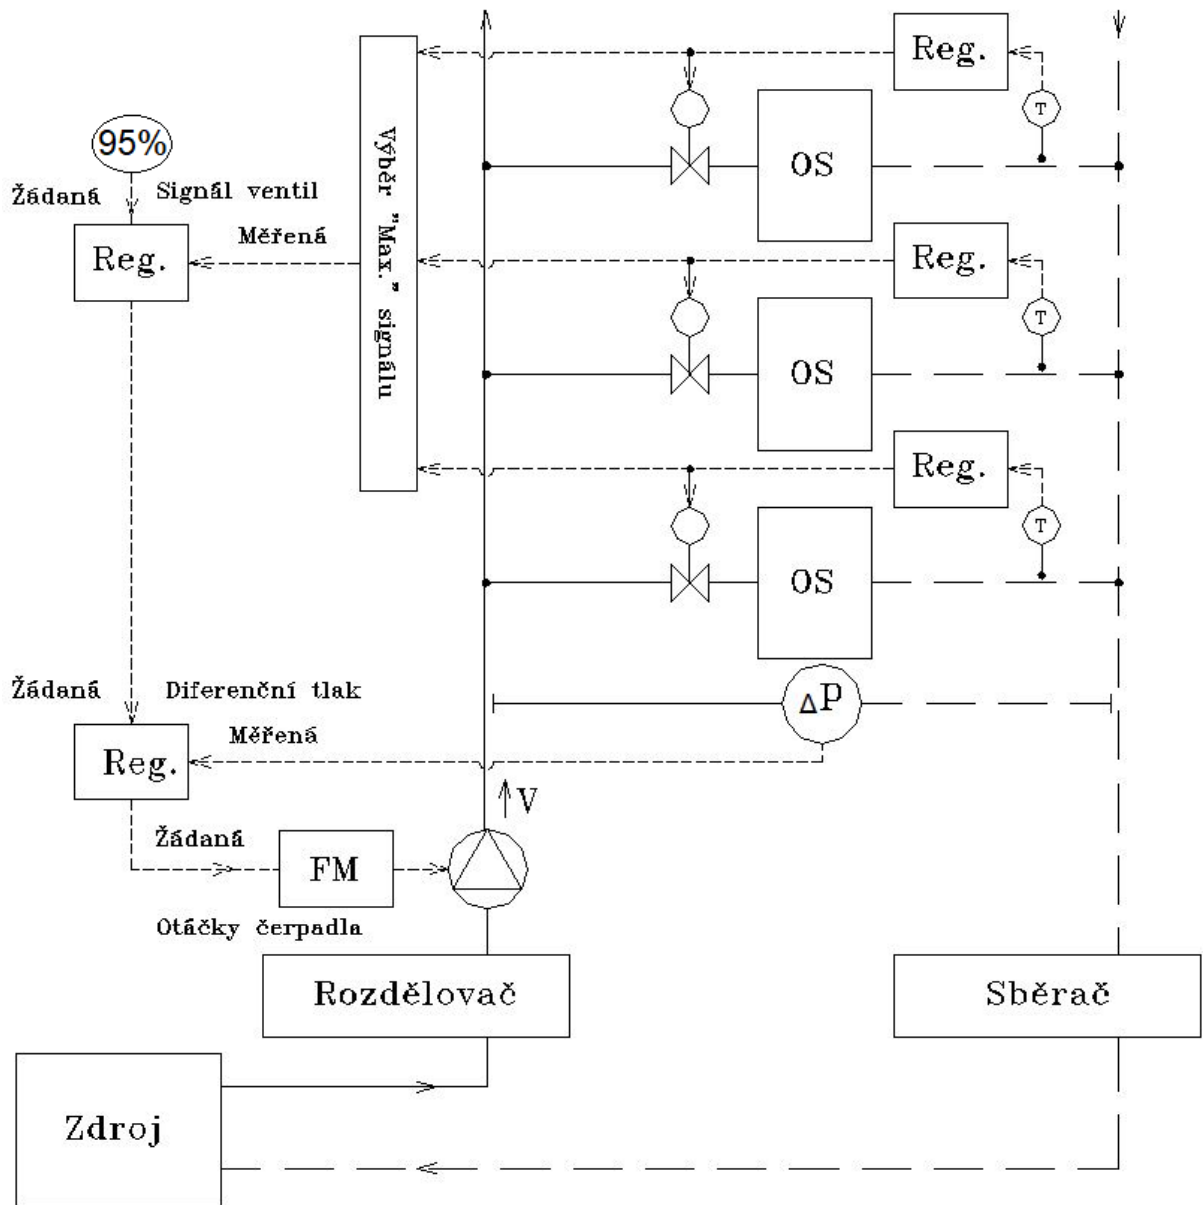 Reg.
T
95%
OS
Žádaná
Signál ventil
Výběr "Max." signálu
Reg.
Měřená
Reg.
T
OS
Reg.
T
OS
Žádaná
Diferenční tlak
ΔP
Měřená
Reg.
V
Žádaná
FM
Otáčky čerpadla
Rozdělovač
Sběrač
Zdroj